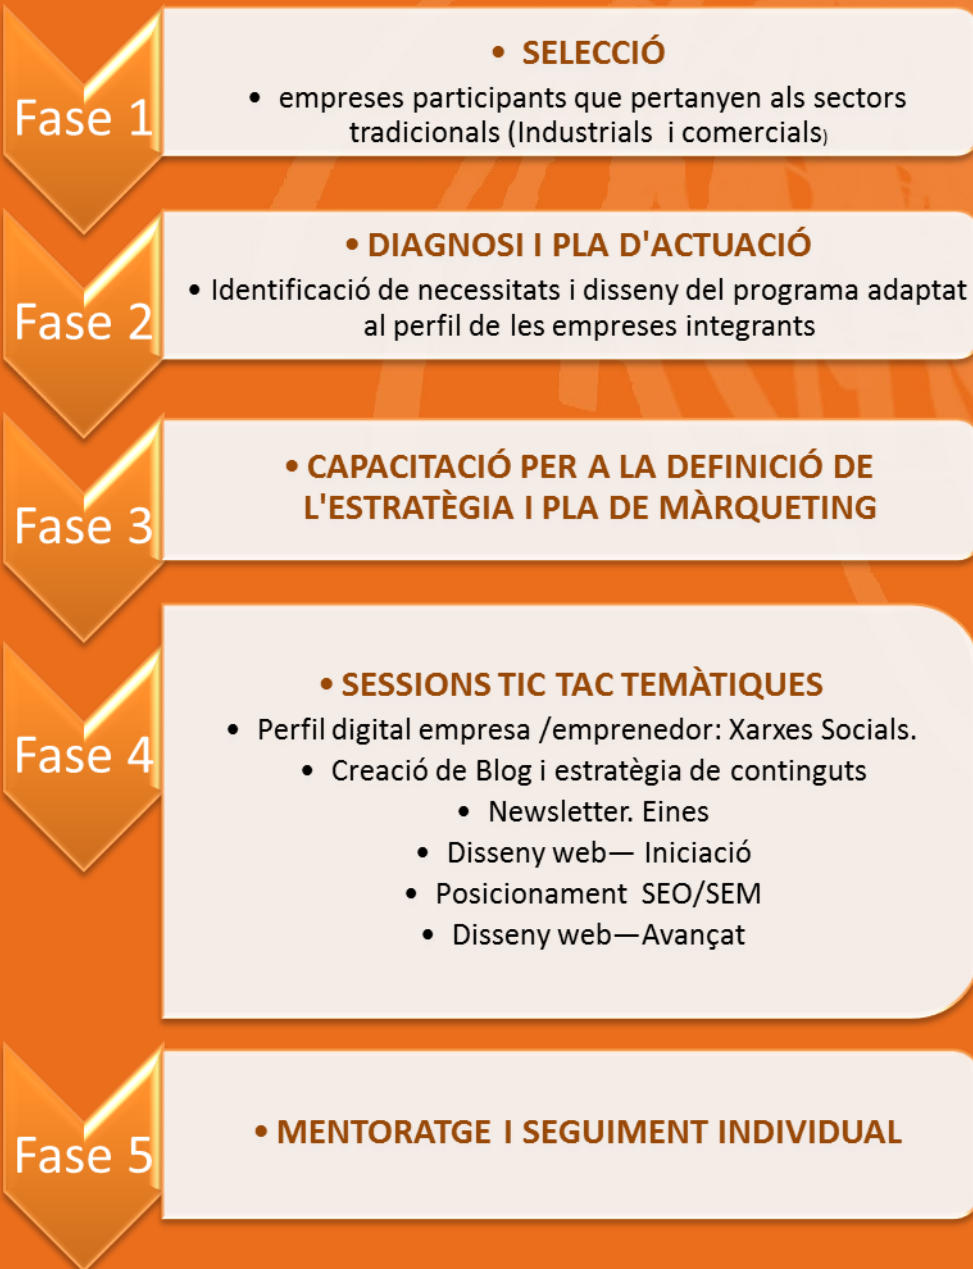 Fase 1
• SELECCIÓ
• empreses participants que pertanyen als sectors
tradicionals (Industrials i comercials)
Fase 2
• DIAGNOSI I PLA D'ACTUACIÓ
• Identificació de necessitats i disseny del programa adaptat
al perfil de les empreses integrants
Fase 3
• CAPACITACIÓ PER A LA DEFINICIÓ DE
L'ESTRATÈGIA I PLA DE MÀRQUETING
Fase 4
• SESSIONS TIC TAC TEMÀTIQUES
• Perfil digital empresa /emprenedor: Xarxes Socials.
• Creació de Blog i estratègia de continguts
• Newsletter. Eines
• Disseny web— Iniciació
• Posicionament SEO/SEM
• Disseny web—Avançat
Fase 5
• MENTORATGE I SEGUIMENT INDIVIDUAL